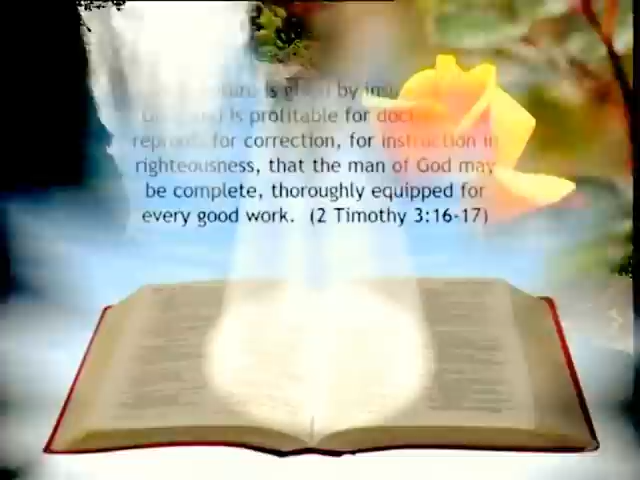 is given by
is profitable for
reproof, for correction, for instruction in
righteousness, that the man of God may
be complete, thoroughly equipped for
every good work. (2 Timothy 3:16-17)